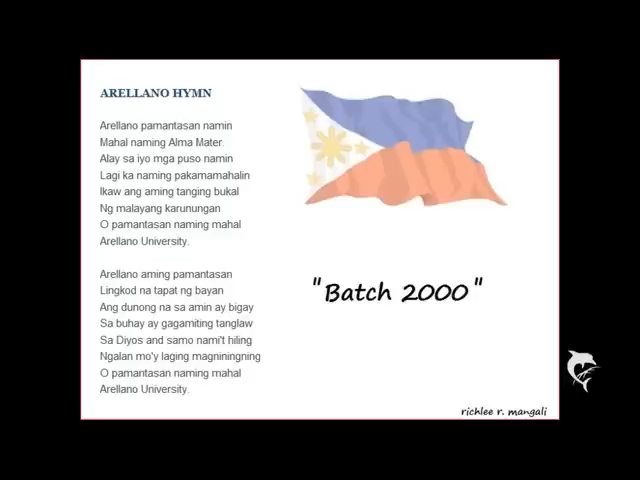 ARELLANO HYMN
Arellano pamantasan namin
Mahal naming Alma Mater.
Alay sa iyo mga puso namin
Lagi ka naming pakamamahalin
Ikaw ang aming tanging bukal
Ng malayang karunungan
O pamantasan naming mahal
Arellano University.
Arellano aming pamantasan
Lingkod na tapat ng bayan
Ang dunong na sa amin ay bigay
Sa buhay ay gagamiting tanglaw
Sa Diyos and samo nami't hiling
Ngalan mo'y laging magniningning
O pamantasan naming mahal
Arellano University.
"Batch 2000"
richlee r. mangali